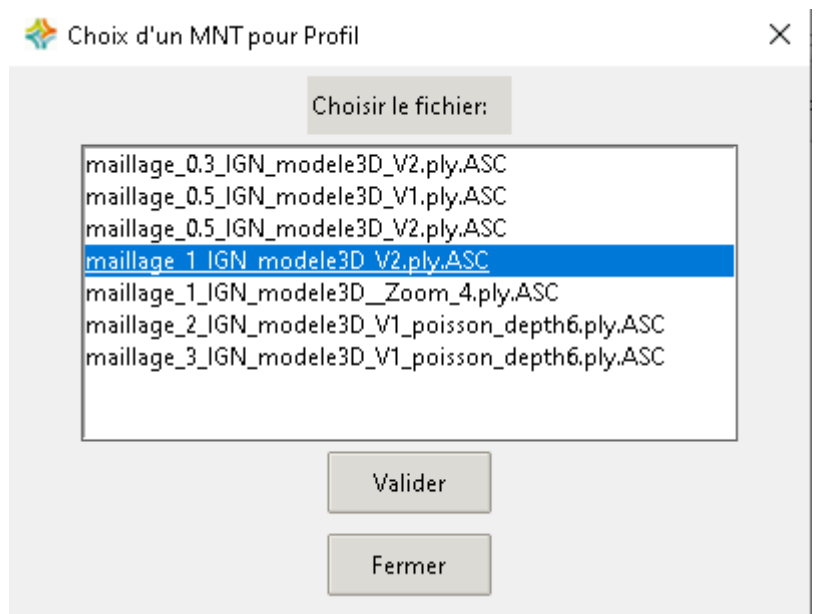 Choix d'un MNT pour Profil
Choisir le fichier:
maillage_0.3_IGN_modele3D_V2.ply.ASC
maillage_0.5_IGN_modele3D_V1.ply.ASC
maillage_0.5_IGN_modele3D_V2.ply.ASC
maillage_1_IGN_modele3D_V2.ply.ASC
maillage_1_IGN_modele3D__Zoom_4.ply.ASC
maillage_2_IGN_modele3D_V1_poisson_depth6.ply.ASC
maillage_3_IGN_modele3D_V1_poisson_depth6.ply.ASC
Valider
Fermer